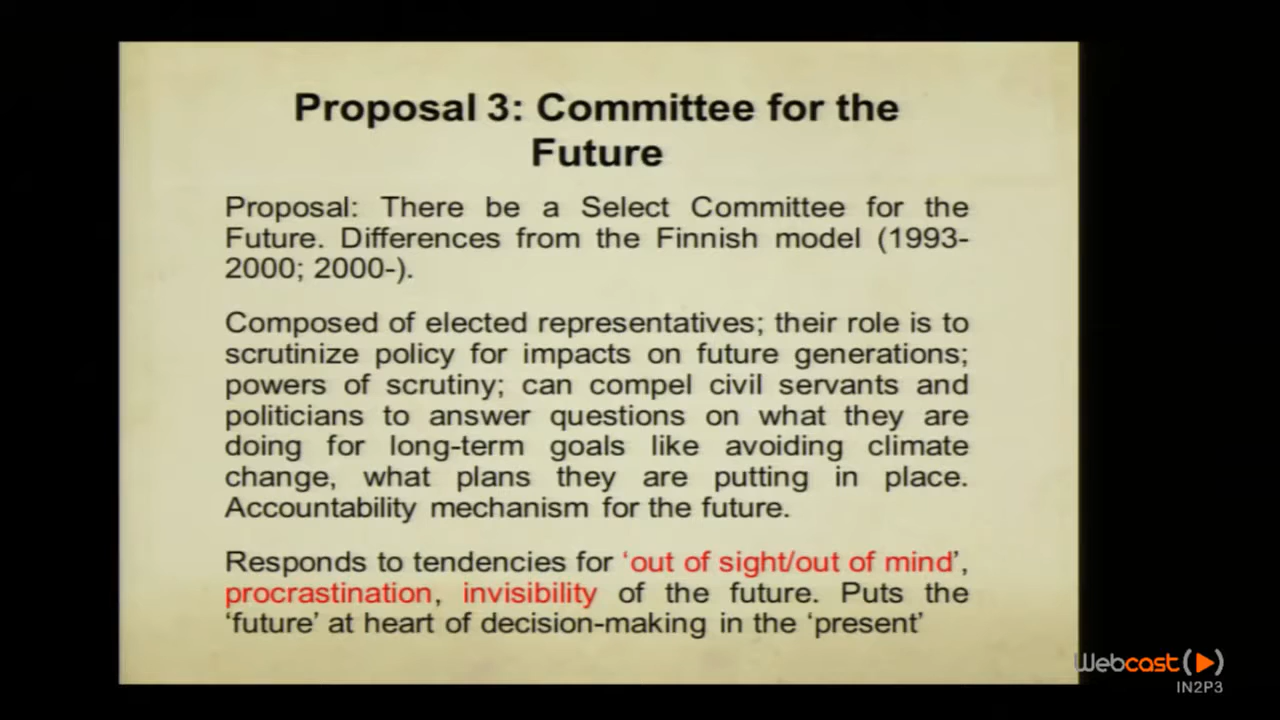 Proposal 3: Committee for the
Future
Proposal: There be a Select Committee for the
Future. Differences from the Finnish model (1993-
2000; 2000-).
Composed of elected representatives; their role is to
scrutinize policy for impacts on future generations;
powers of scrutiny; can compel civil servants and
politicians to answer questions on what they are
doing for long-term goals like avoiding climate
change, what plans they are putting in place.
Accountability mechanism for the future.
Responds to tendencies for ‘out of sight/out of mind’,
procrastination, invisibility of the future. Puts the
‘future’ at heart of decision-making in the ‘present’
Webcast
IN2P3